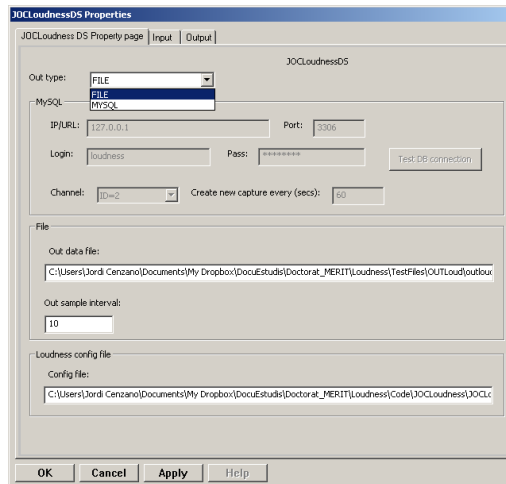 JOCLoudnessDS Properties
JOCLoudness DS Property page Input Output
JOCLoudnessDS
Out type: FILE
FILE
MYSQL
MySQL
IP/URL: 127.0.0.1 Port: 3306
Login: loudness Pass: ******** Test DB connection
Channel: ID=2 Create new capture every (secs): 60
File
Out data file:
C:\Users\Jordi Cenzano\Documents\My Dropbox\DocuEstudis\Doctorat_MERIT\Loudness\TestFiles\OUTLoud\outlouc
Out sample interval:
10
Loudness config file
Config file:
C:\Users\Jordi Cenzano\Documents\My Dropbox\DocuEstudis\Doctorat_MERIT\Loudness\Code\JOCLoudness\JOCLc
OK Cancel Apply Help